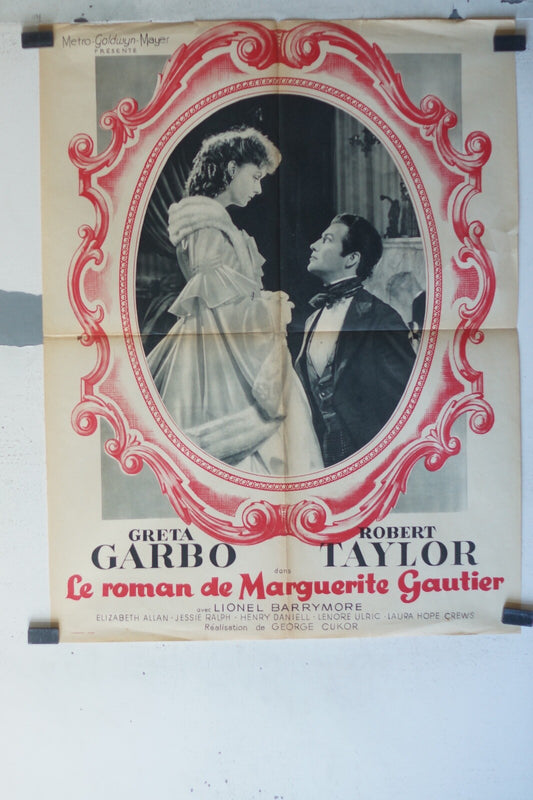 Metro-Goldwyn-Mayer
PRÉSENTE
GRETA
GARBO
ROBERT
TAYLOR
dans
Le roman de Marguerite Gautier
avec LIONEL BARRYMORE
ELIZABETH ALLAN - JESSIE RALPH - HENRY DANIELL - LENORE ULRIC - LAURA HOPE CREWS
Réalisation de GEORGE CUKOR